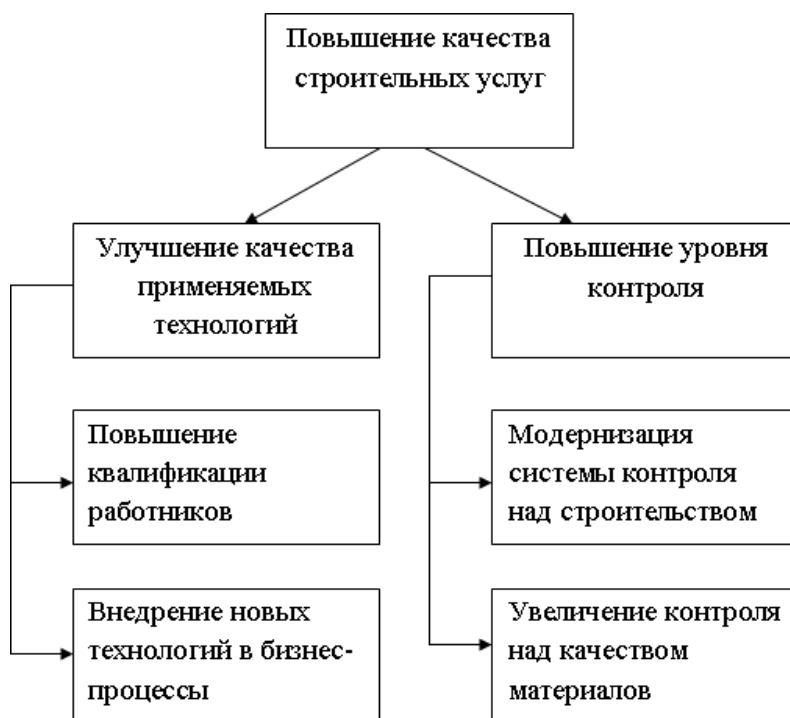 Повышение качества
строительных услуг
Улучшение качества
применяемых
технологий
Повышение уровня
контроля
Повышение
квалификации
работников
Модернизация
системы контроля
над строительством
Внедрение новых
технологий в бизнес-
процессы
Увеличение контроля
над качеством
материалов